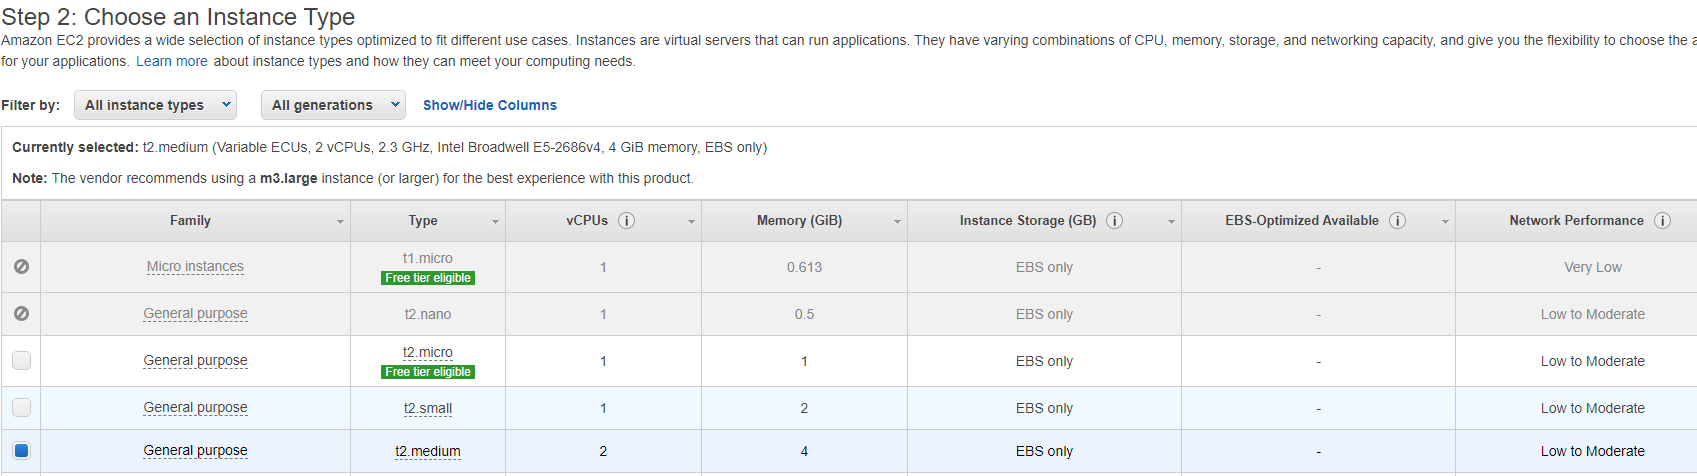 Step 2: Choose an Instance Type
Amazon EC2 provides a wide selection of instance types optimized to fit different use cases. Instances are virtual servers that can run applications. They have varying combinations of CPU, memory, storage, and networking capacity, and give you the flexibility to choose the a
for your applications. Learn more about instance types and how they can meet your computing needs.
Filter by: All instance types All generations Show/Hide Columns
Currently selected: t2.medium (Variable ECUs, 2 vCPUs, 2.3 GHz, Intel Broadwell E5-2686v4, 4 GiB memory, EBS only)
Note: The vendor recommends using a m3.large instance (or larger) for the best experience with this product.
Family Type vCPUs Memory (GiB) Instance Storage (GB) EBS-Optimized Available Network Performance
Micro instances t1.micro Free tier eligible 1 0.613 EBS only - Very Low
General purpose t2.nano 1 0.5 EBS only - Low to Moderate
General purpose t2.micro Free tier eligible 1 1 EBS only - Low to Moderate
General purpose t2.small 1 2 EBS only - Low to Moderate
General purpose t2.medium 2 4 EBS only - Low to Moderate